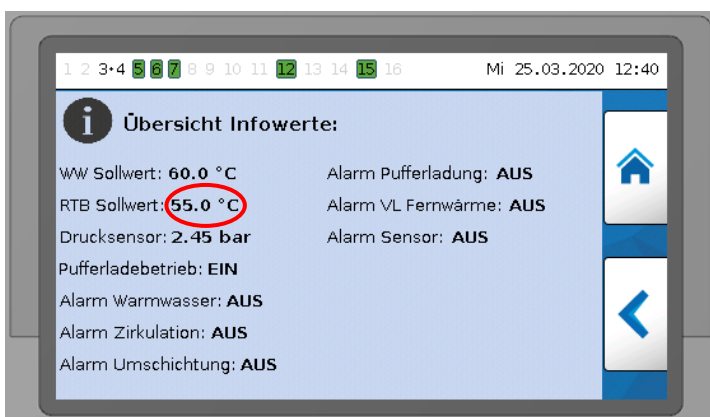 1 2 3•4 5 6 7 8 9 10 11 12 13 14 15 16 Mi 25.03.2020 12:40
i Übersicht Infowerte:
WW Sollwert: 60.0 °C Alarm Pufferladung: AUS
RTB Sollwert: 55.0 °C Alarm VL Fernwärme: AUS
Drucksensor: 2.45 bar Alarm Sensor: AUS
Pufferladebetrieb: EIN
Alarm Warmwasser: AUS
Alarm Zirkulation: AUS
Alarm Umschichtung: AUS